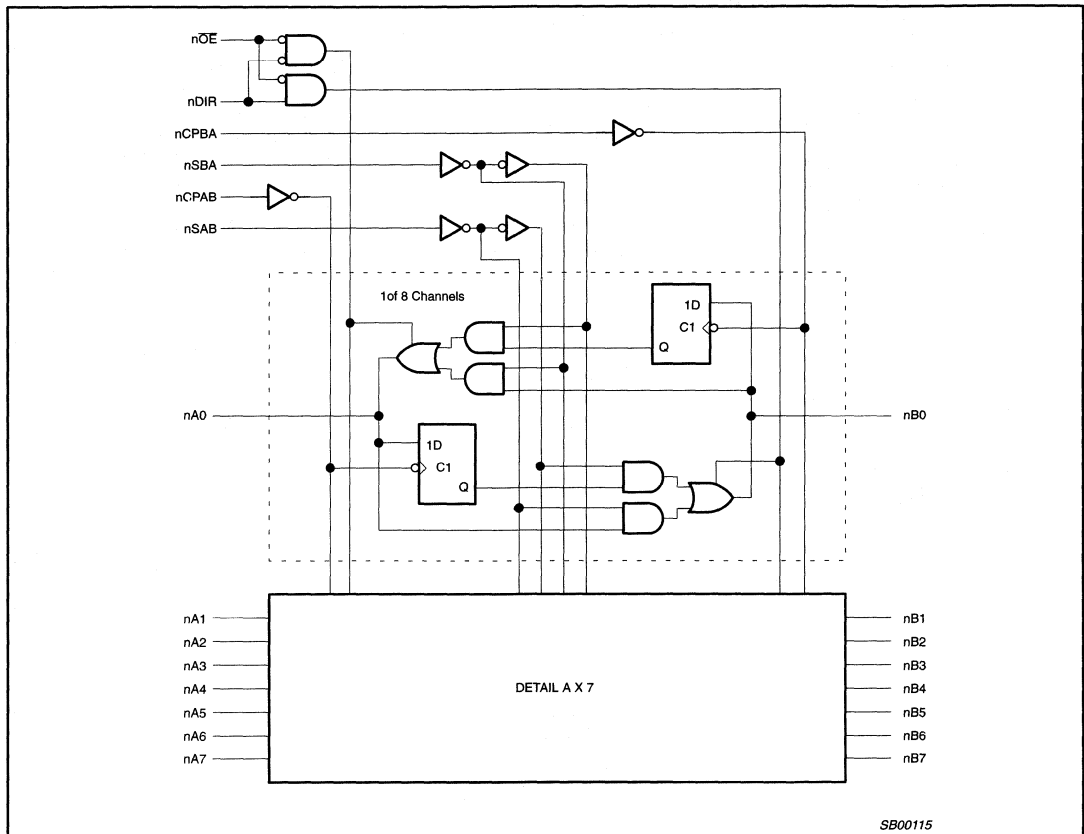 nO̅E̅
nDIR
nCPBA
nSBA
nCPAB
nSAB
1of 8 Channels
1D
C1
Q
nA0
nB0
1D
C1
Q
nA1
nA2
nA3
nA4
nA5
nA6
nA7
DETAIL A X 7
nB1
nB2
nB3
nB4
nB5
nB6
nB7
SB00115